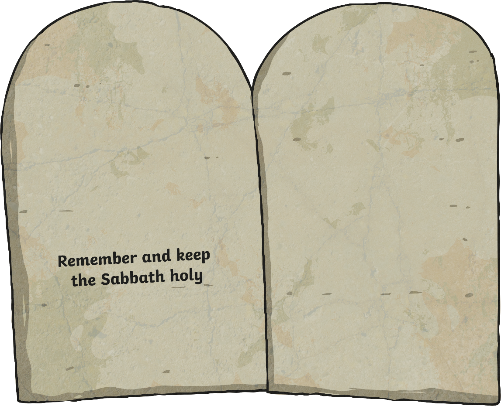 Remember and keep
the Sabbath holy